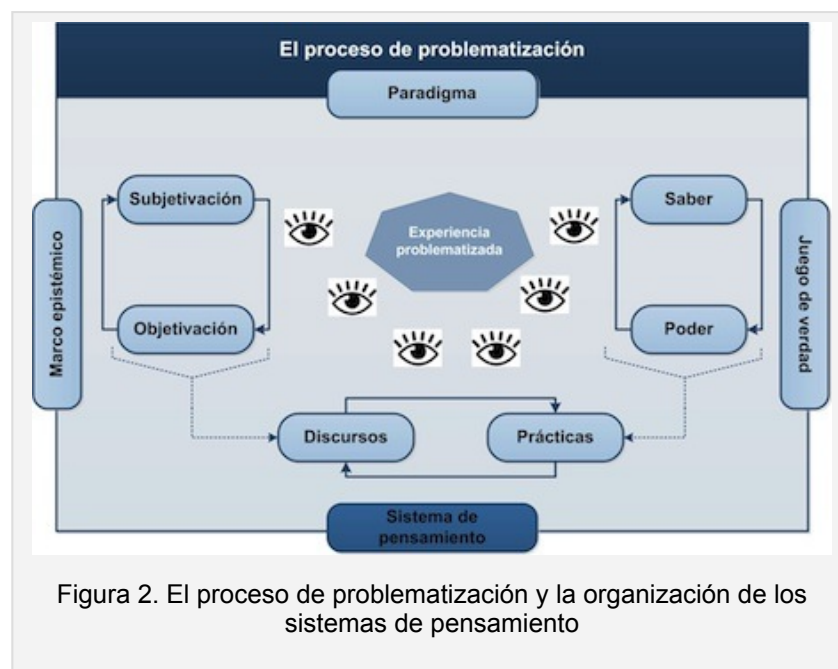 El proceso de problematización
Paradigma
Marco epistémico
Subjetivación
Objetivación
Experiencia
problematizada
Saber
Poder
Juego de verdad
Discursos
Prácticas
Sistema de
pensamiento
Figura 2. El proceso de problematización y la organización de los
sistemas de pensamiento